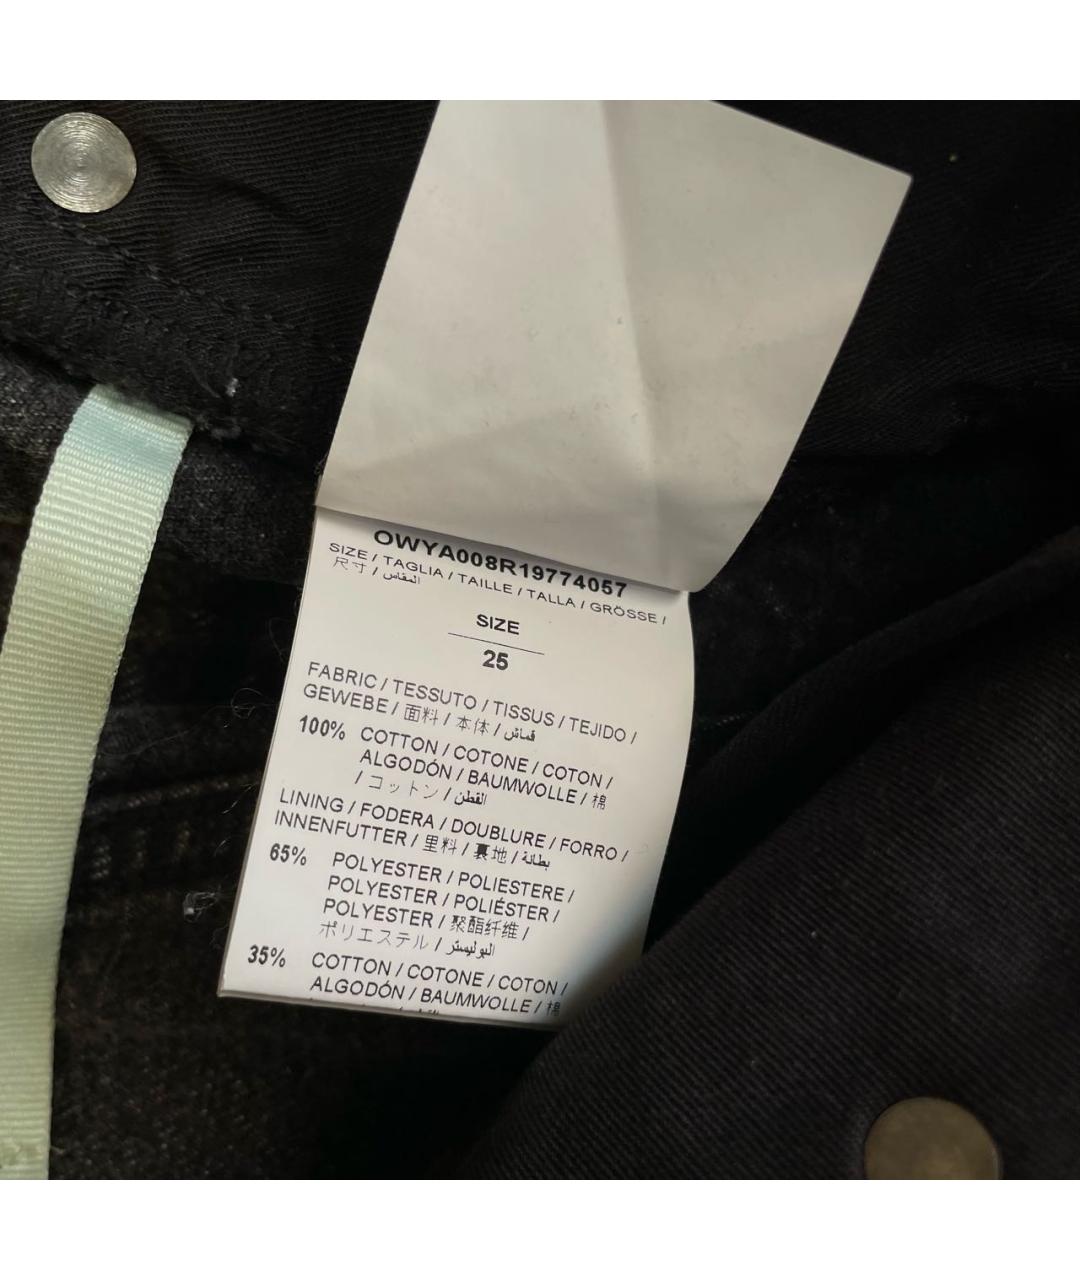 OWYA008R19774057
SIZE / TAGLIA / TAILLE / TALLA / GRÖSSE /
尺寸 / المقاس
SIZE
25
FABRIC / TESSUTO / TISSUS / TEJIDO /
GEWEBE / 面料 / 本体 / قماش
100% COTTON / COTONE / COTON /
ALGODÓN / BAUMWOLLE / 棉
/ コットン / القطن
LINING / FODERA / DOUBLURE / FORRO /
INNENFUTTER / 里料 / 裏地 / بطانة
65% POLYESTER / POLIESTERE /
POLYESTER / POLIÉSTER /
POLYESTER / 聚酯纤维 /
ポリエステル / البوليستر
35% COTTON / COTONE / COTON /
ALGODÓN / BAUMWOLLE / 棉